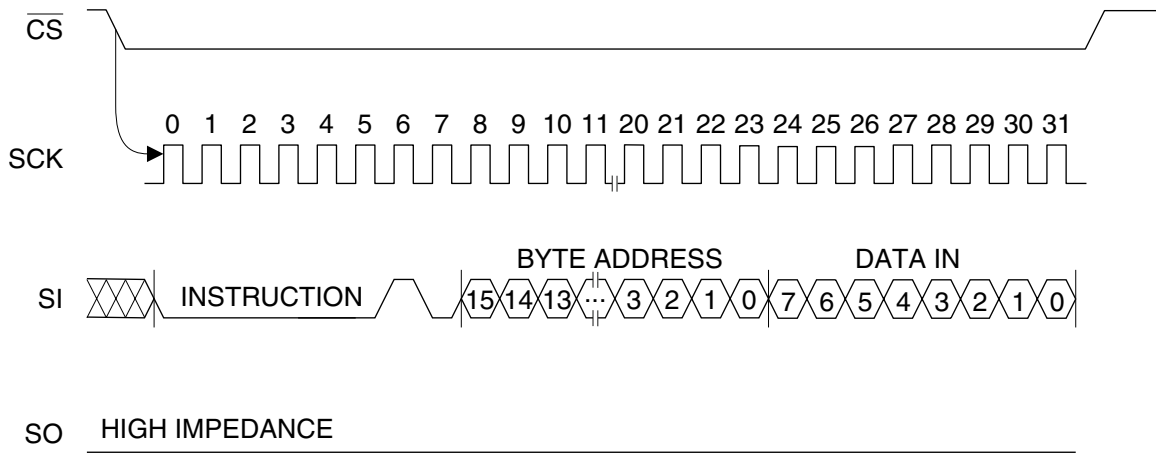 CS
0 1 2 3 4 5 6 7 8 9 10 11 20 21 22 23 24 25 26 27 28 29 30 31
SCK
BYTE ADDRESS DATA IN
SI INSTRUCTION 15 14 13 ... 3 2 1 0 7 6 5 4 3 2 1 0
SO HIGH IMPEDANCE